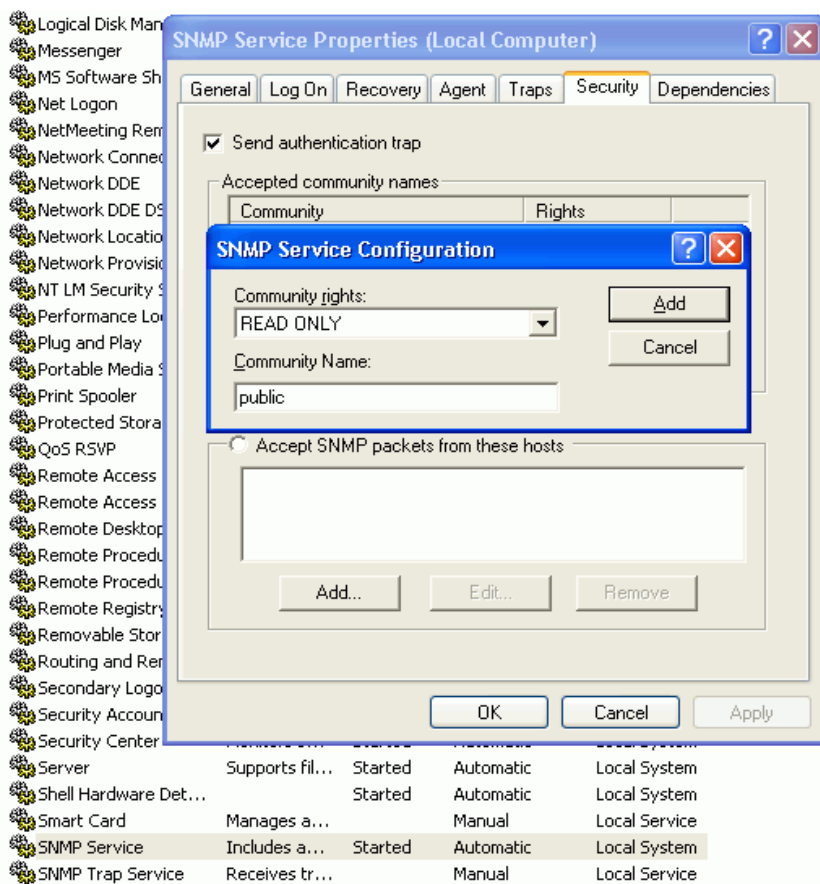 Logical Disk Man
Messenger
MS Software Sh
Net Logon
NetMeeting Rem
Network Connec
Network DDE
Network DDE DS
Network Locatio
Network Provisio
NT LM Security S
Performance Lo
Plug and Play
Portable Media S
Print Spooler
Protected Stora
QoS RSVP
Remote Access
Remote Access
Remote Desktop
Remote Procedu
Remote Procedu
Remote Registry
Removable Stor
Routing and Rem
Secondary Logo
Security Accoun
Security Center
Server Supports fil... Started Automatic Local System
Shell Hardware Det... Started Automatic Local System
Smart Card Manages a... Manual Local Service
SNMP Service Includes a... Started Automatic Local System
SNMP Trap Service Receives tr... Manual Local Service
SNMP Service Properties (Local Computer)
General Log On Recovery Agent Traps Security Dependencies
Send authentication trap
Accepted community names
Community Rights
SNMP Service Configuration
Community rights:
READ ONLY
Add
Cancel
Community Name:
public
Accept SNMP packets from these hosts
Add... Edit... Remove
OK Cancel Apply